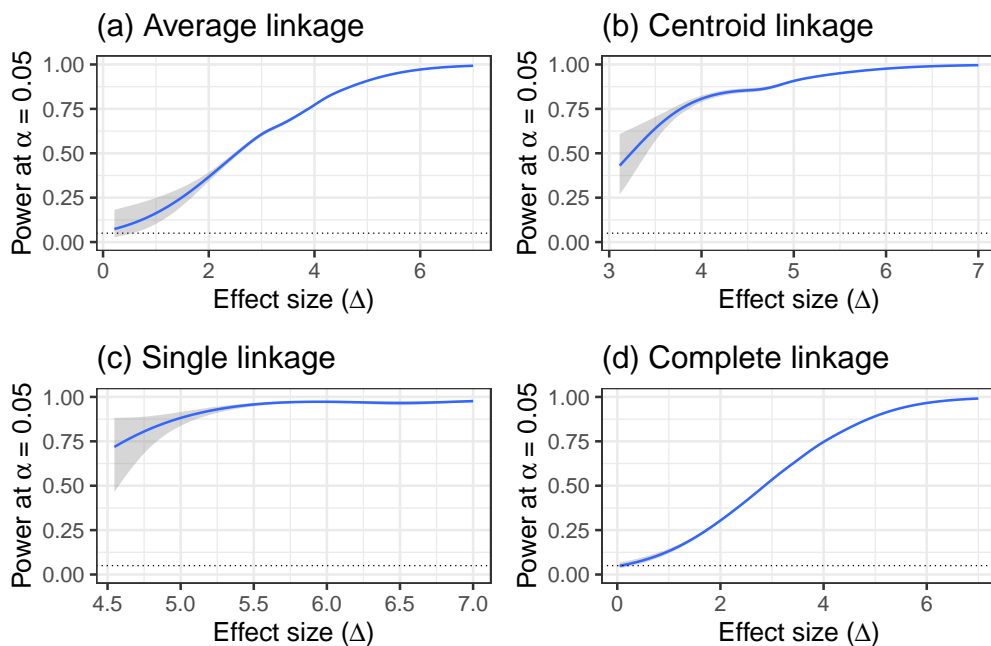 (a) Average linkage
Power at α = 0.05
1.00
0.75
0.50
0.25
0.00
0 2 4 6
Effect size (Δ)
(b) Centroid linkage
Power at α = 0.05
1.00
0.75
0.50
0.25
0.00
3 4 5 6 7
Effect size (Δ)
(c) Single linkage
Power at α = 0.05
1.00
0.75
0.50
0.25
0.00
4.5 5.0 5.5 6.0 6.5 7.0
Effect size (Δ)
(d) Complete linkage
Power at α = 0.05
1.00
0.75
0.50
0.25
0.00
0 2 4 6
Effect size (Δ)